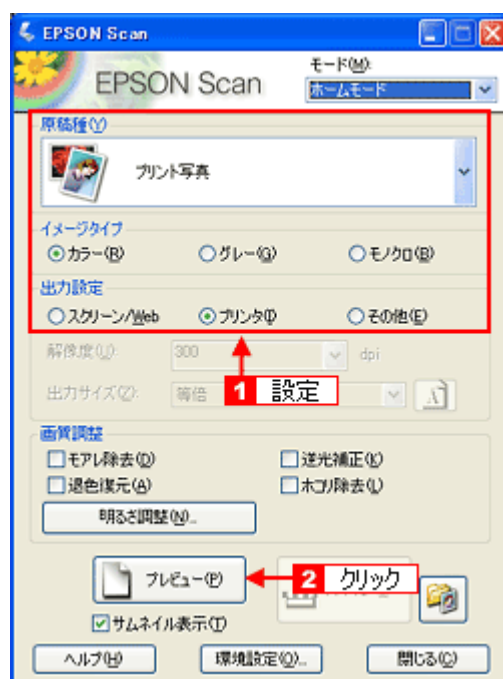 EPSON Scan
EPSON Scan
モード(M):
ホームモード
原稿種(Y)
プリント写真
イメージタイプ
カラー(R) グレー(G) モノクロ(B)
出力設定
スクリーン/Web プリンタ(I) その他(E)
解像度(U): 300 dpi
出力サイズ(Z): 等倍
1 設定
画質調整
モアレ除去(D) 逆光補正(K)
退色復元(A) ホコリ除去(L)
明るさ調整(N)...
プレビュー(P) 2 クリック
サムネイル表示(T)
ヘルプ(H) 環境設定(O)... 閉じる(C)